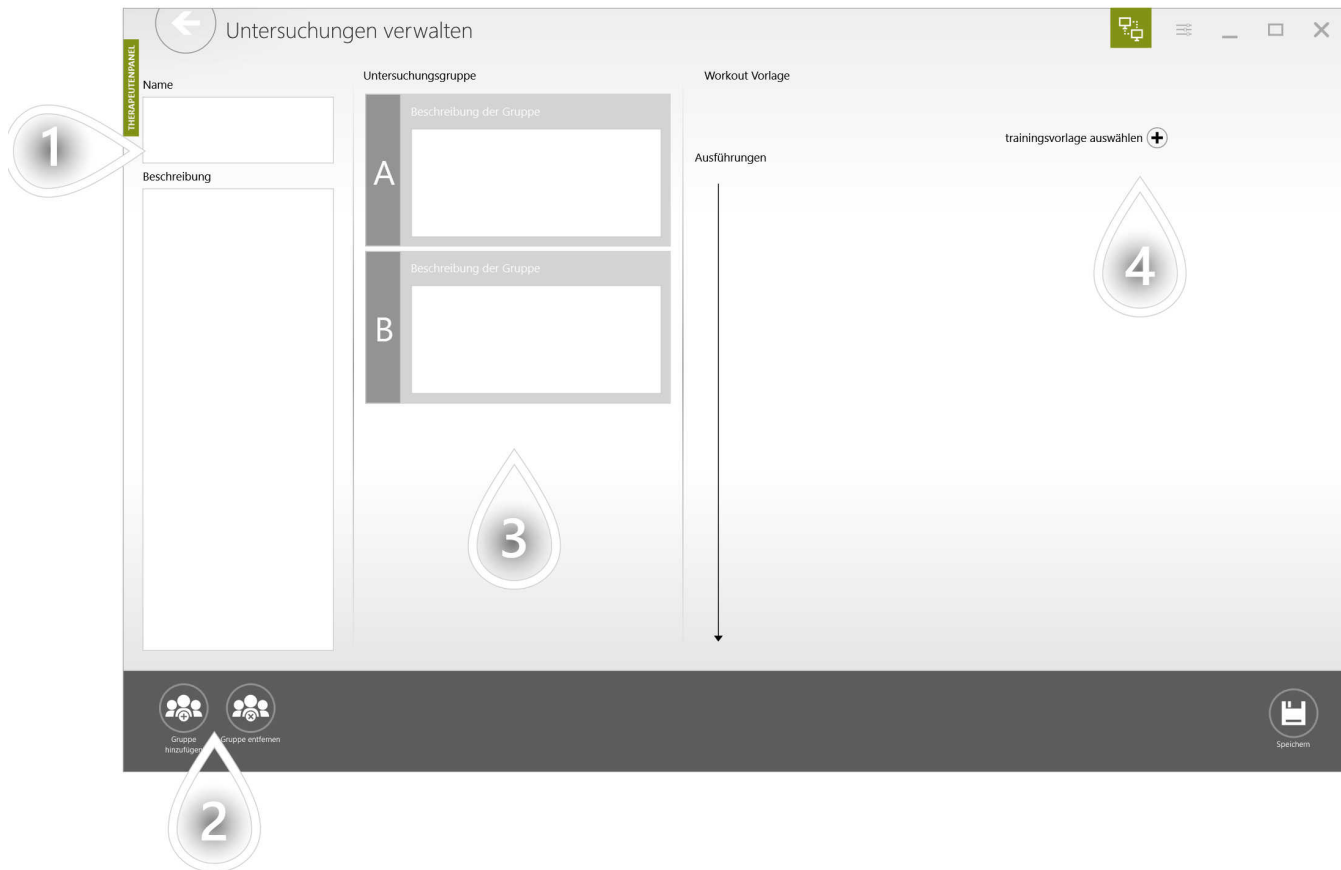 Untersuchungen verwalten
THERAPEUTENPANEL
Name
Beschreibung
Untersuchungsgruppe
A
Beschreibung der Gruppe
B
Beschreibung der Gruppe
Workout Vorlage
trainingsvorlage auswählen
Ausführungen
1
2
3
4
Gruppe
hinzufügen
Gruppe entfernen
Speichern